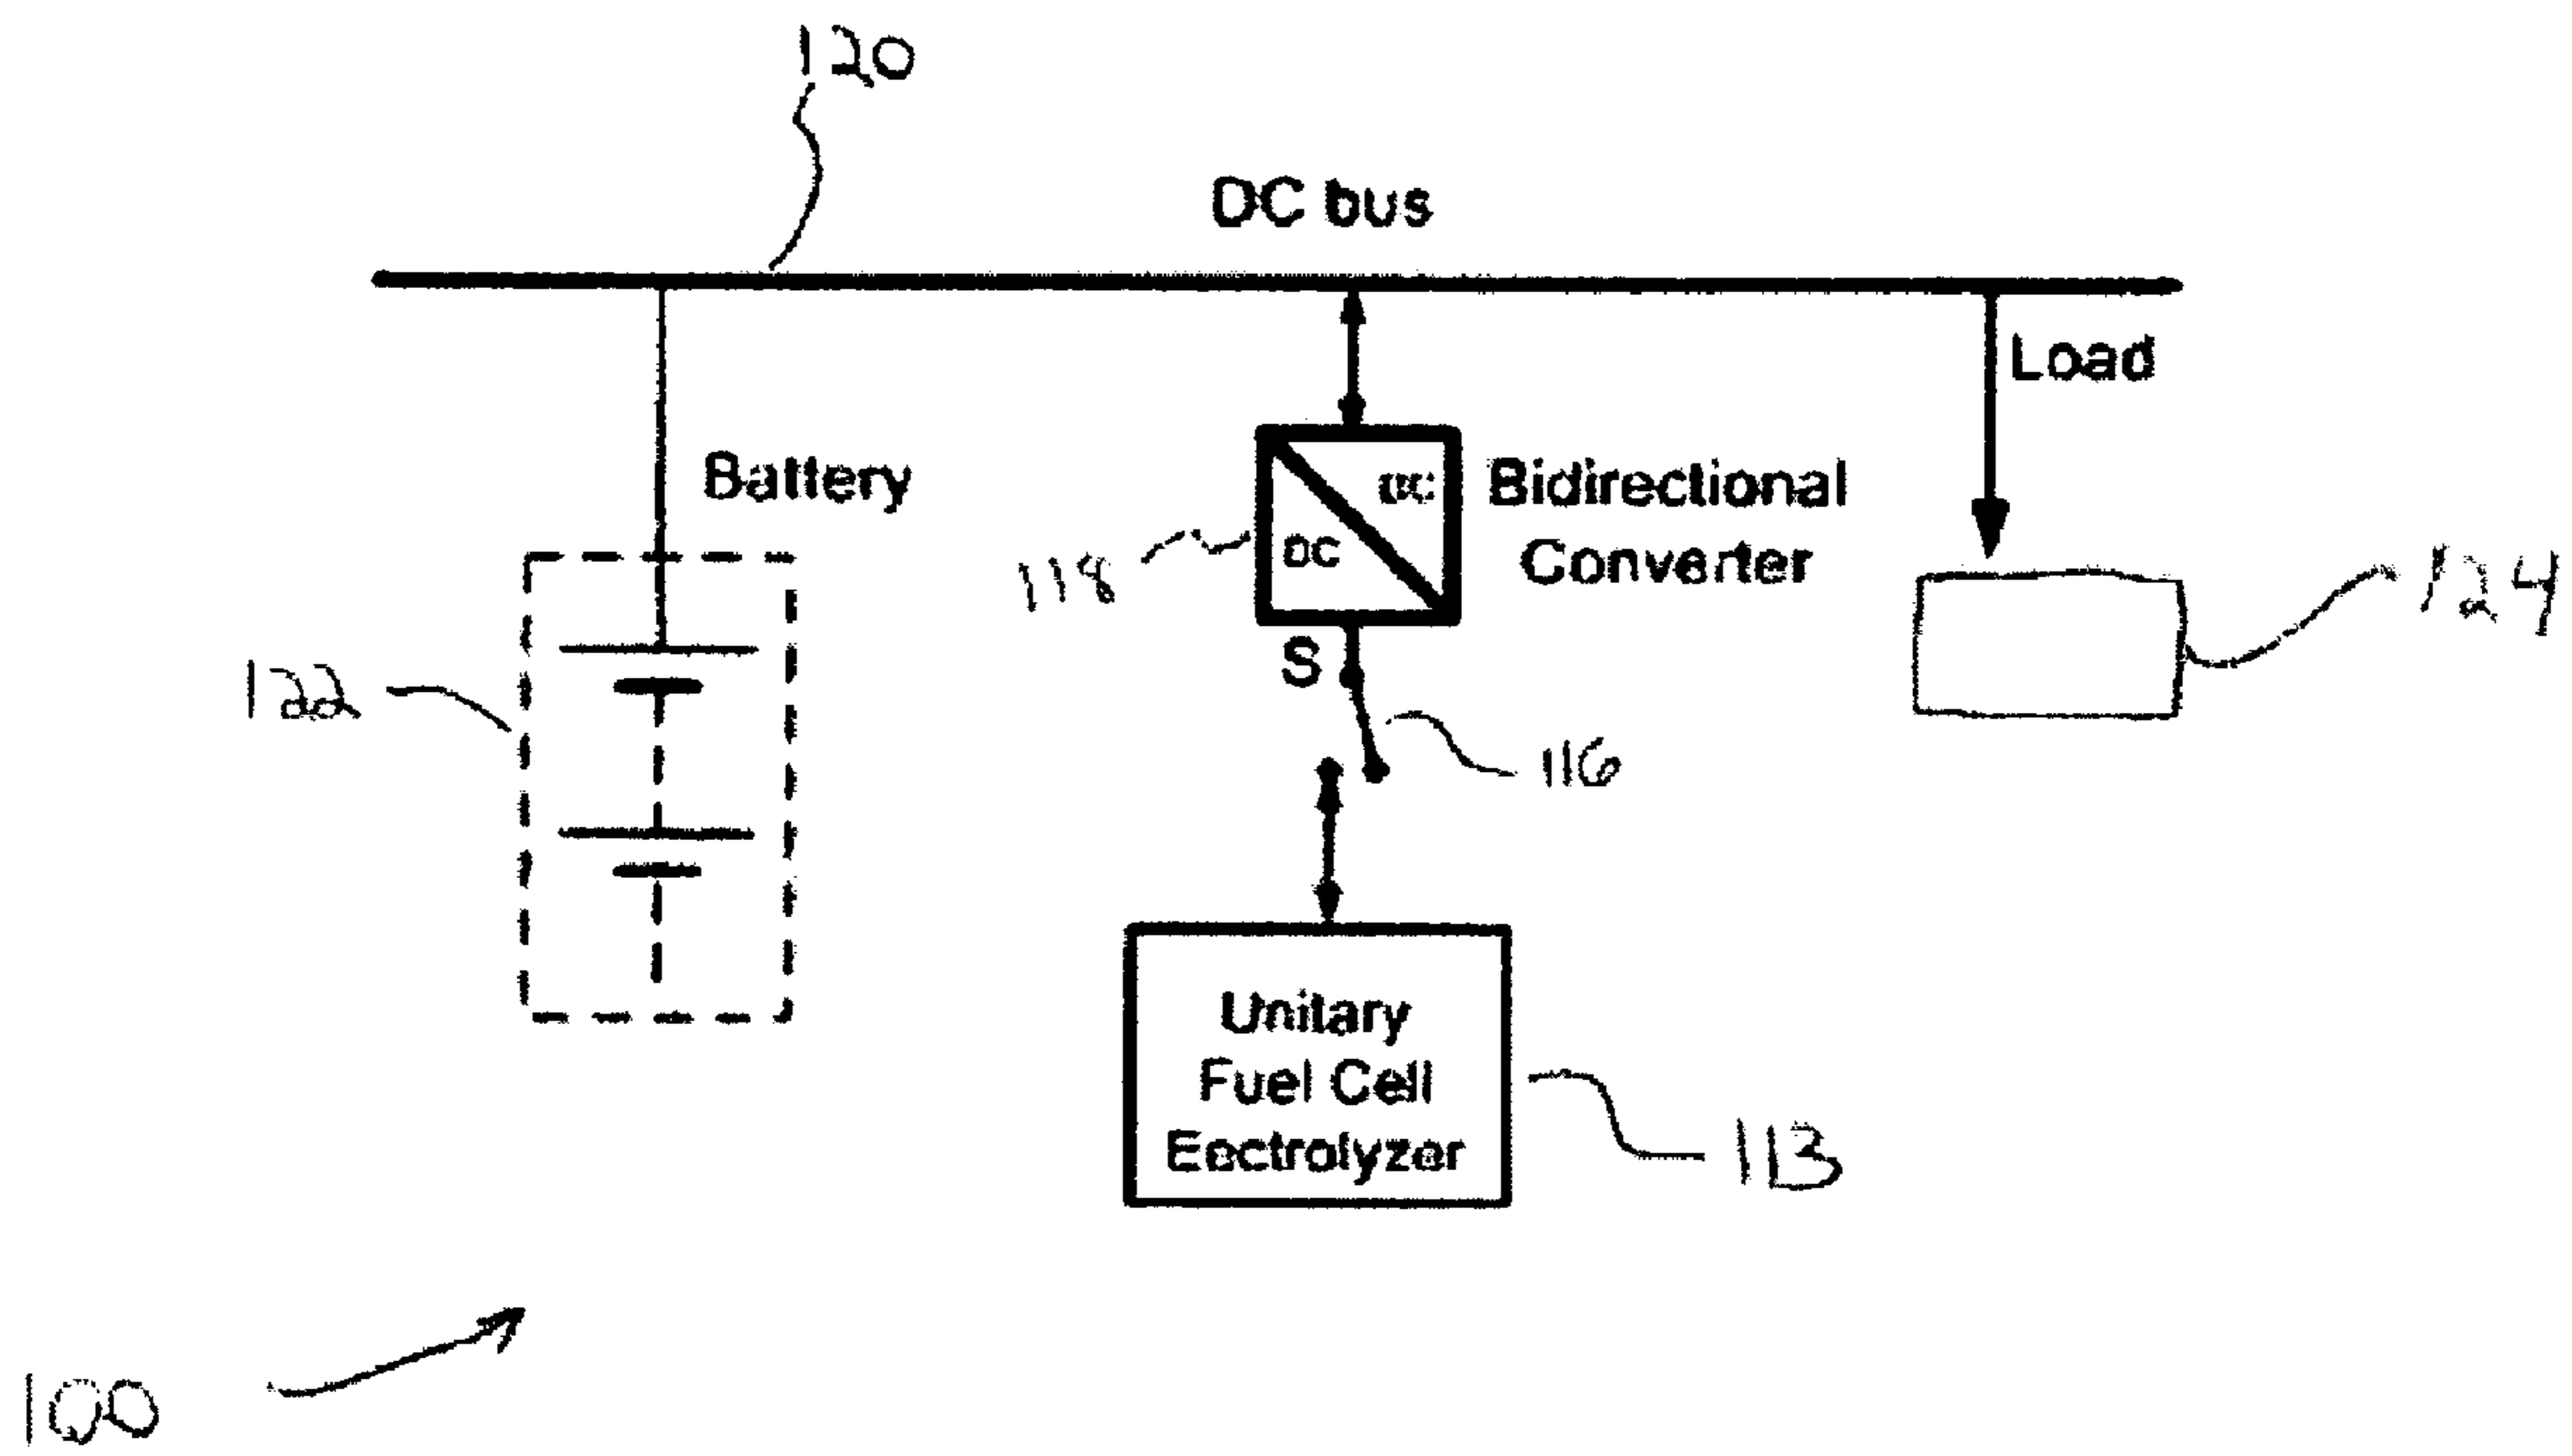 120
DC bus
Load
Battery
DC
DC
Bidirectional
Converter
118
124
S
122
116
Unitary
Fuel Cell
Eectrolyzer
113
100